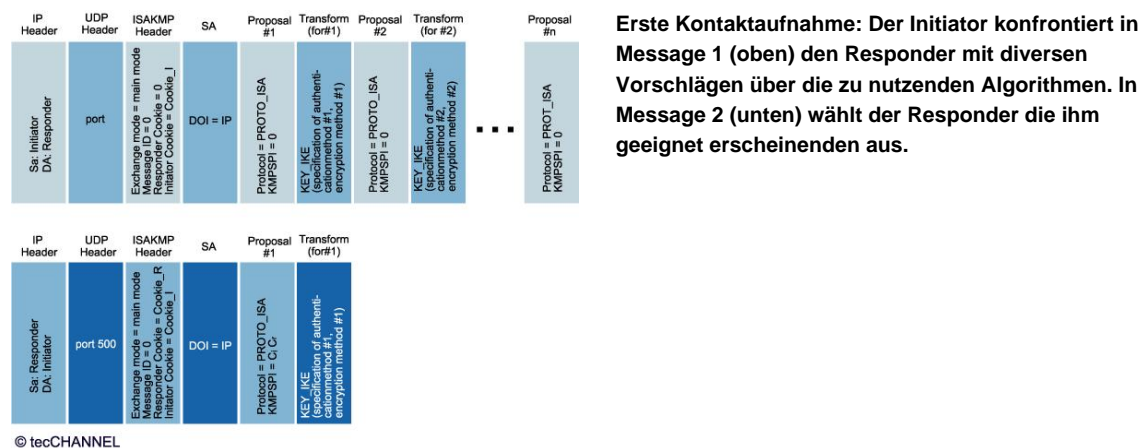 IP
Header
UDP
Header
ISAKMP
Header
SA
Proposal
#1
Transform
(for#1)
Proposal
#2
Transform
(for #2)
Proposal
#n
Sa: Initiator
DA: Responder
port
Exchange mode = main mode
Message ID = 0
Responder Cookie = 0
Initator Cookie = Cookie_I
DOI = IP
Protocol = PROTO_ISA
KMPSPI = 0
KEY_IKE
(specification of authenti-
cationmethod #1,
encryption method #1)
Protocol = PROTO_ISA
KMPSPI = 0
KEY_IKE
(specification of authenti-
cationmethod #2,
encryption method #2)
...
Protocol = PROT_ISA
KMPSPI = 0
Erste Kontaktaufnahme: Der Initiator konfrontiert in
Message 1 (oben) den Responder mit diversen
Vorschlägen über die zu nutzenden Algorithmen. In
Message 2 (unten) wählt der Responder die ihm
geeignet erscheinenden aus.
IP
Header
UDP
Header
ISAKMP
Header
SA
Proposal
#1
Transform
(for#1)
Sa: Responder
DA: Initiator
port 500
Exchange mode = main mode
Message ID = 0
Responder Cookie = Cookie_R
Initator Cookie = Cookie_I
DOI = IP
Protocol = PROTO_ISA
KMPSPI = Ci Cr
KEY_IKE
(specification of authenti-
cationmethod #1,
encryption method #1)
© tecCHANNEL